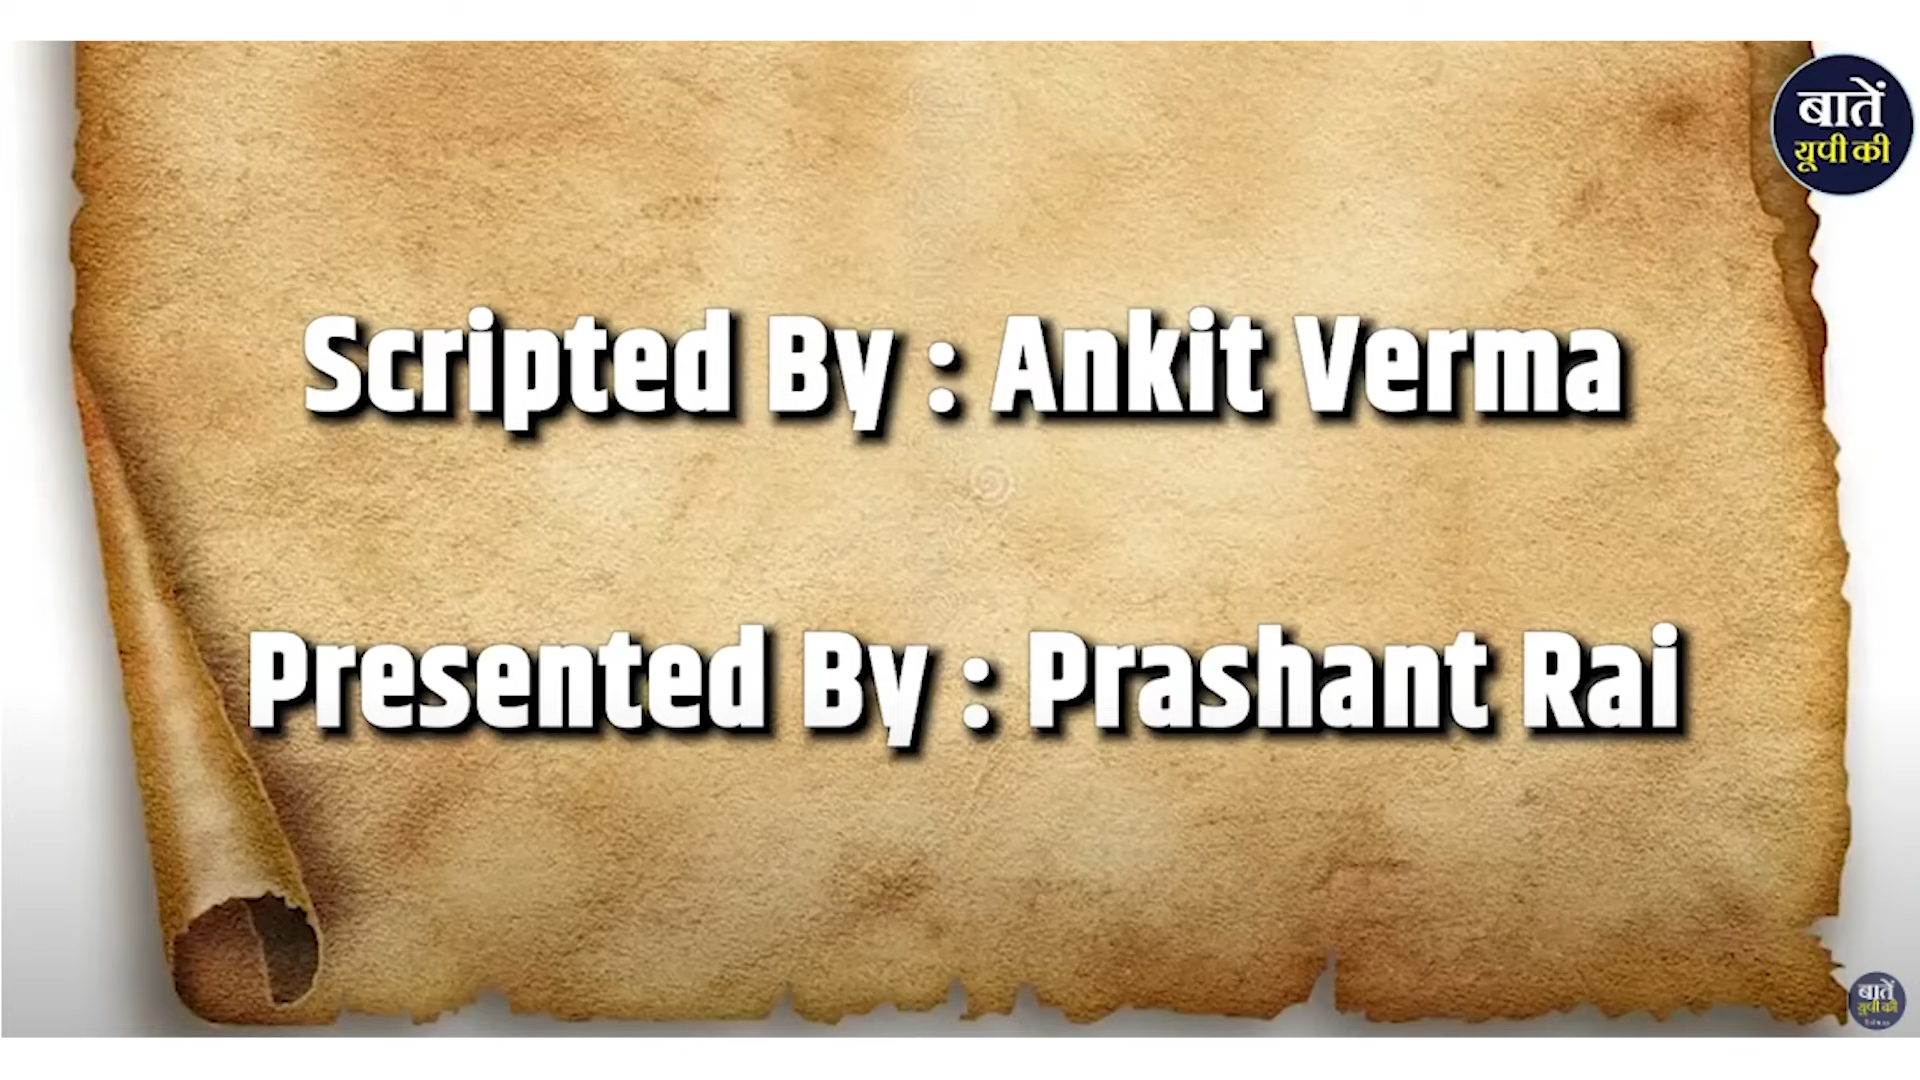 बातें
यूपी की
Scripted By : Ankit Verma
Presented By : Prashant Rai
बातें
यूपी की